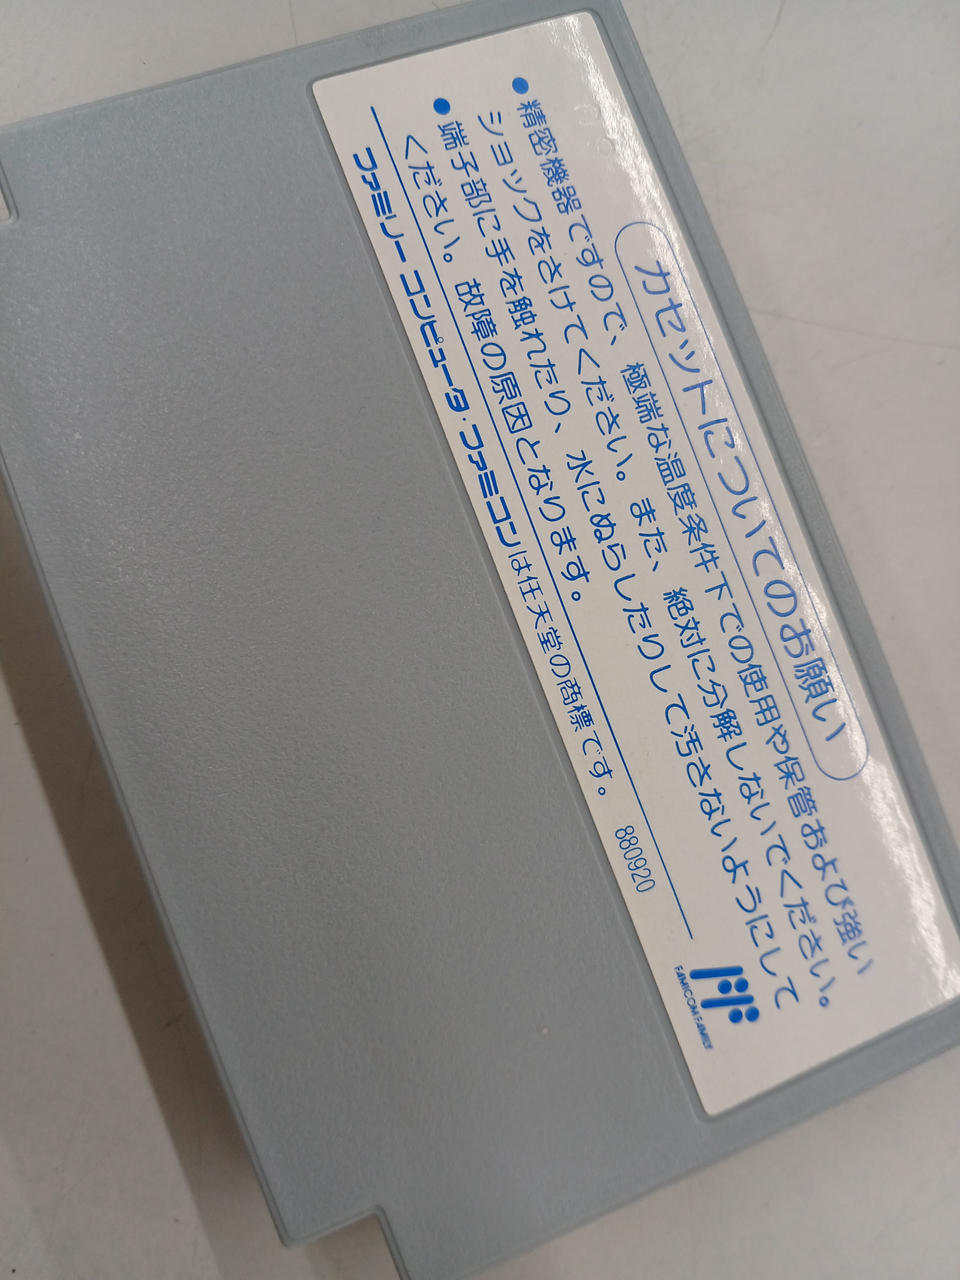 カセットについてのお願い
●精密機器ですので、極端な温度条件下での使用や保管および強い
ショックをさけてください。また、絶対に分解しないでください。
●端子部に手を触れたり、水にぬらしたりして汚さないようにして
ください。故障の原因となります。
ファミリーコンピュータ・ファミコンは任天堂の商標です。
880920
FAMICOM FAMILY